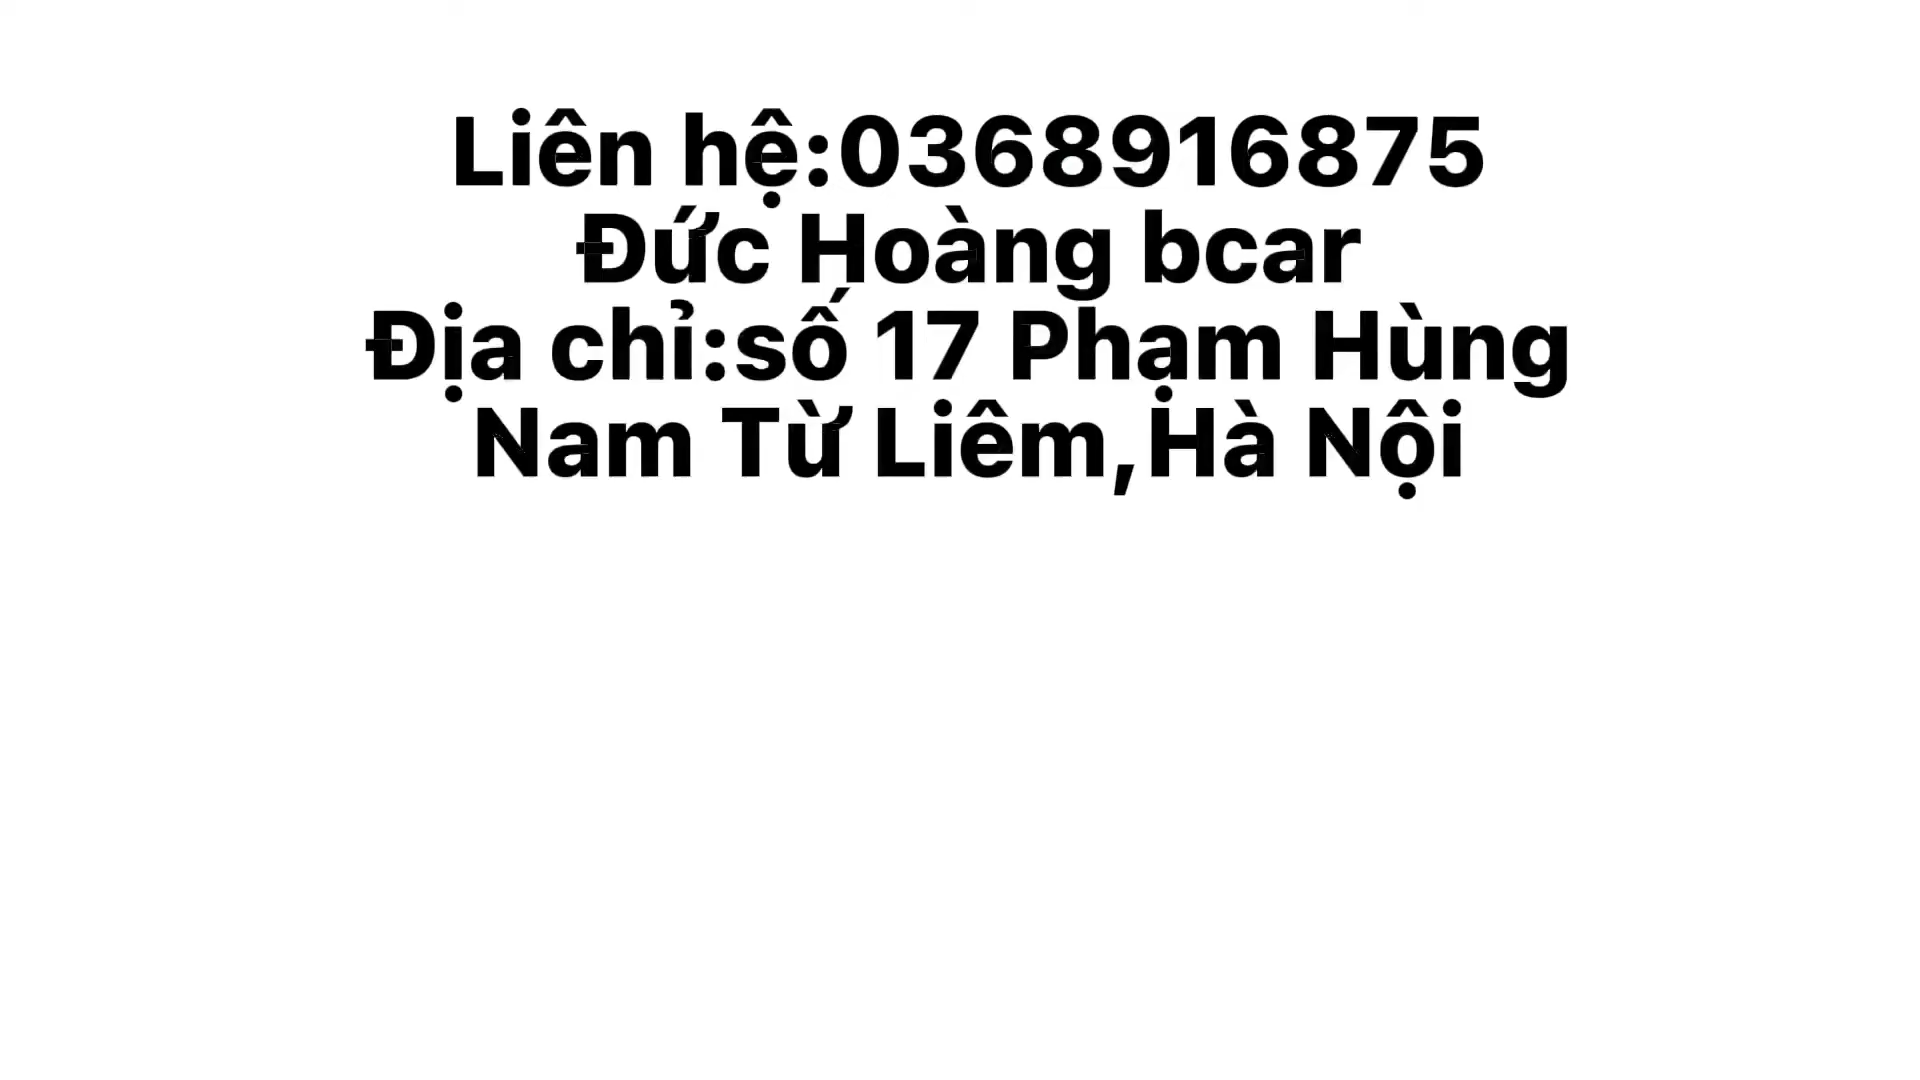 Liên hệ:0368916875
Đức Hoàng bcar
Địa chỉ:số 17 Phạm Hùng
Nam Từ Liêm,Hà Nội